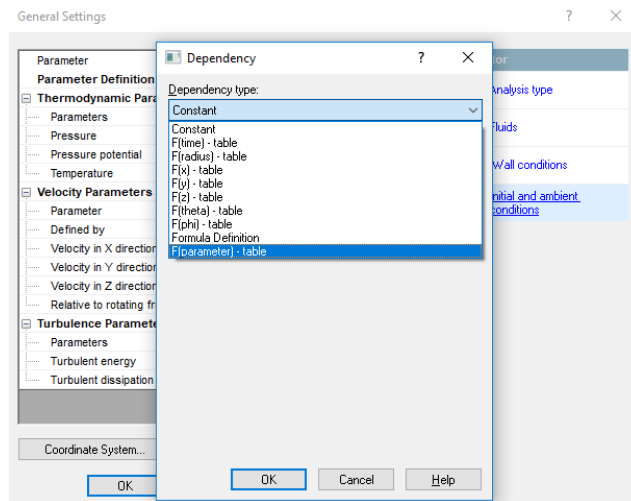 General Settings
? ×
Parameter
Parameter Definition
Thermodynamic Para
Parameters
Pressure
Pressure potential
Temperature
Velocity Parameters
Parameter
Defined by
Velocity in X direction
Velocity in Y direction
Velocity in Z direction
Relative to rotating fr
Turbulence Paramete
Parameters
Turbulent energy
Turbulent dissipation
Coordinate System...
OK
Dependency
? ×
Dependency type:
Constant
Constant
F(time) - table
F(radius) - table
F(x) - table
F(y) - table
F(z) - table
F(theta) - table
F(phi) - table
Formula Definition
F(parameter) - table
OK
Cancel
Help
tor
Analysis type
Fluids
Wall conditions
nitial and ambient
conditions